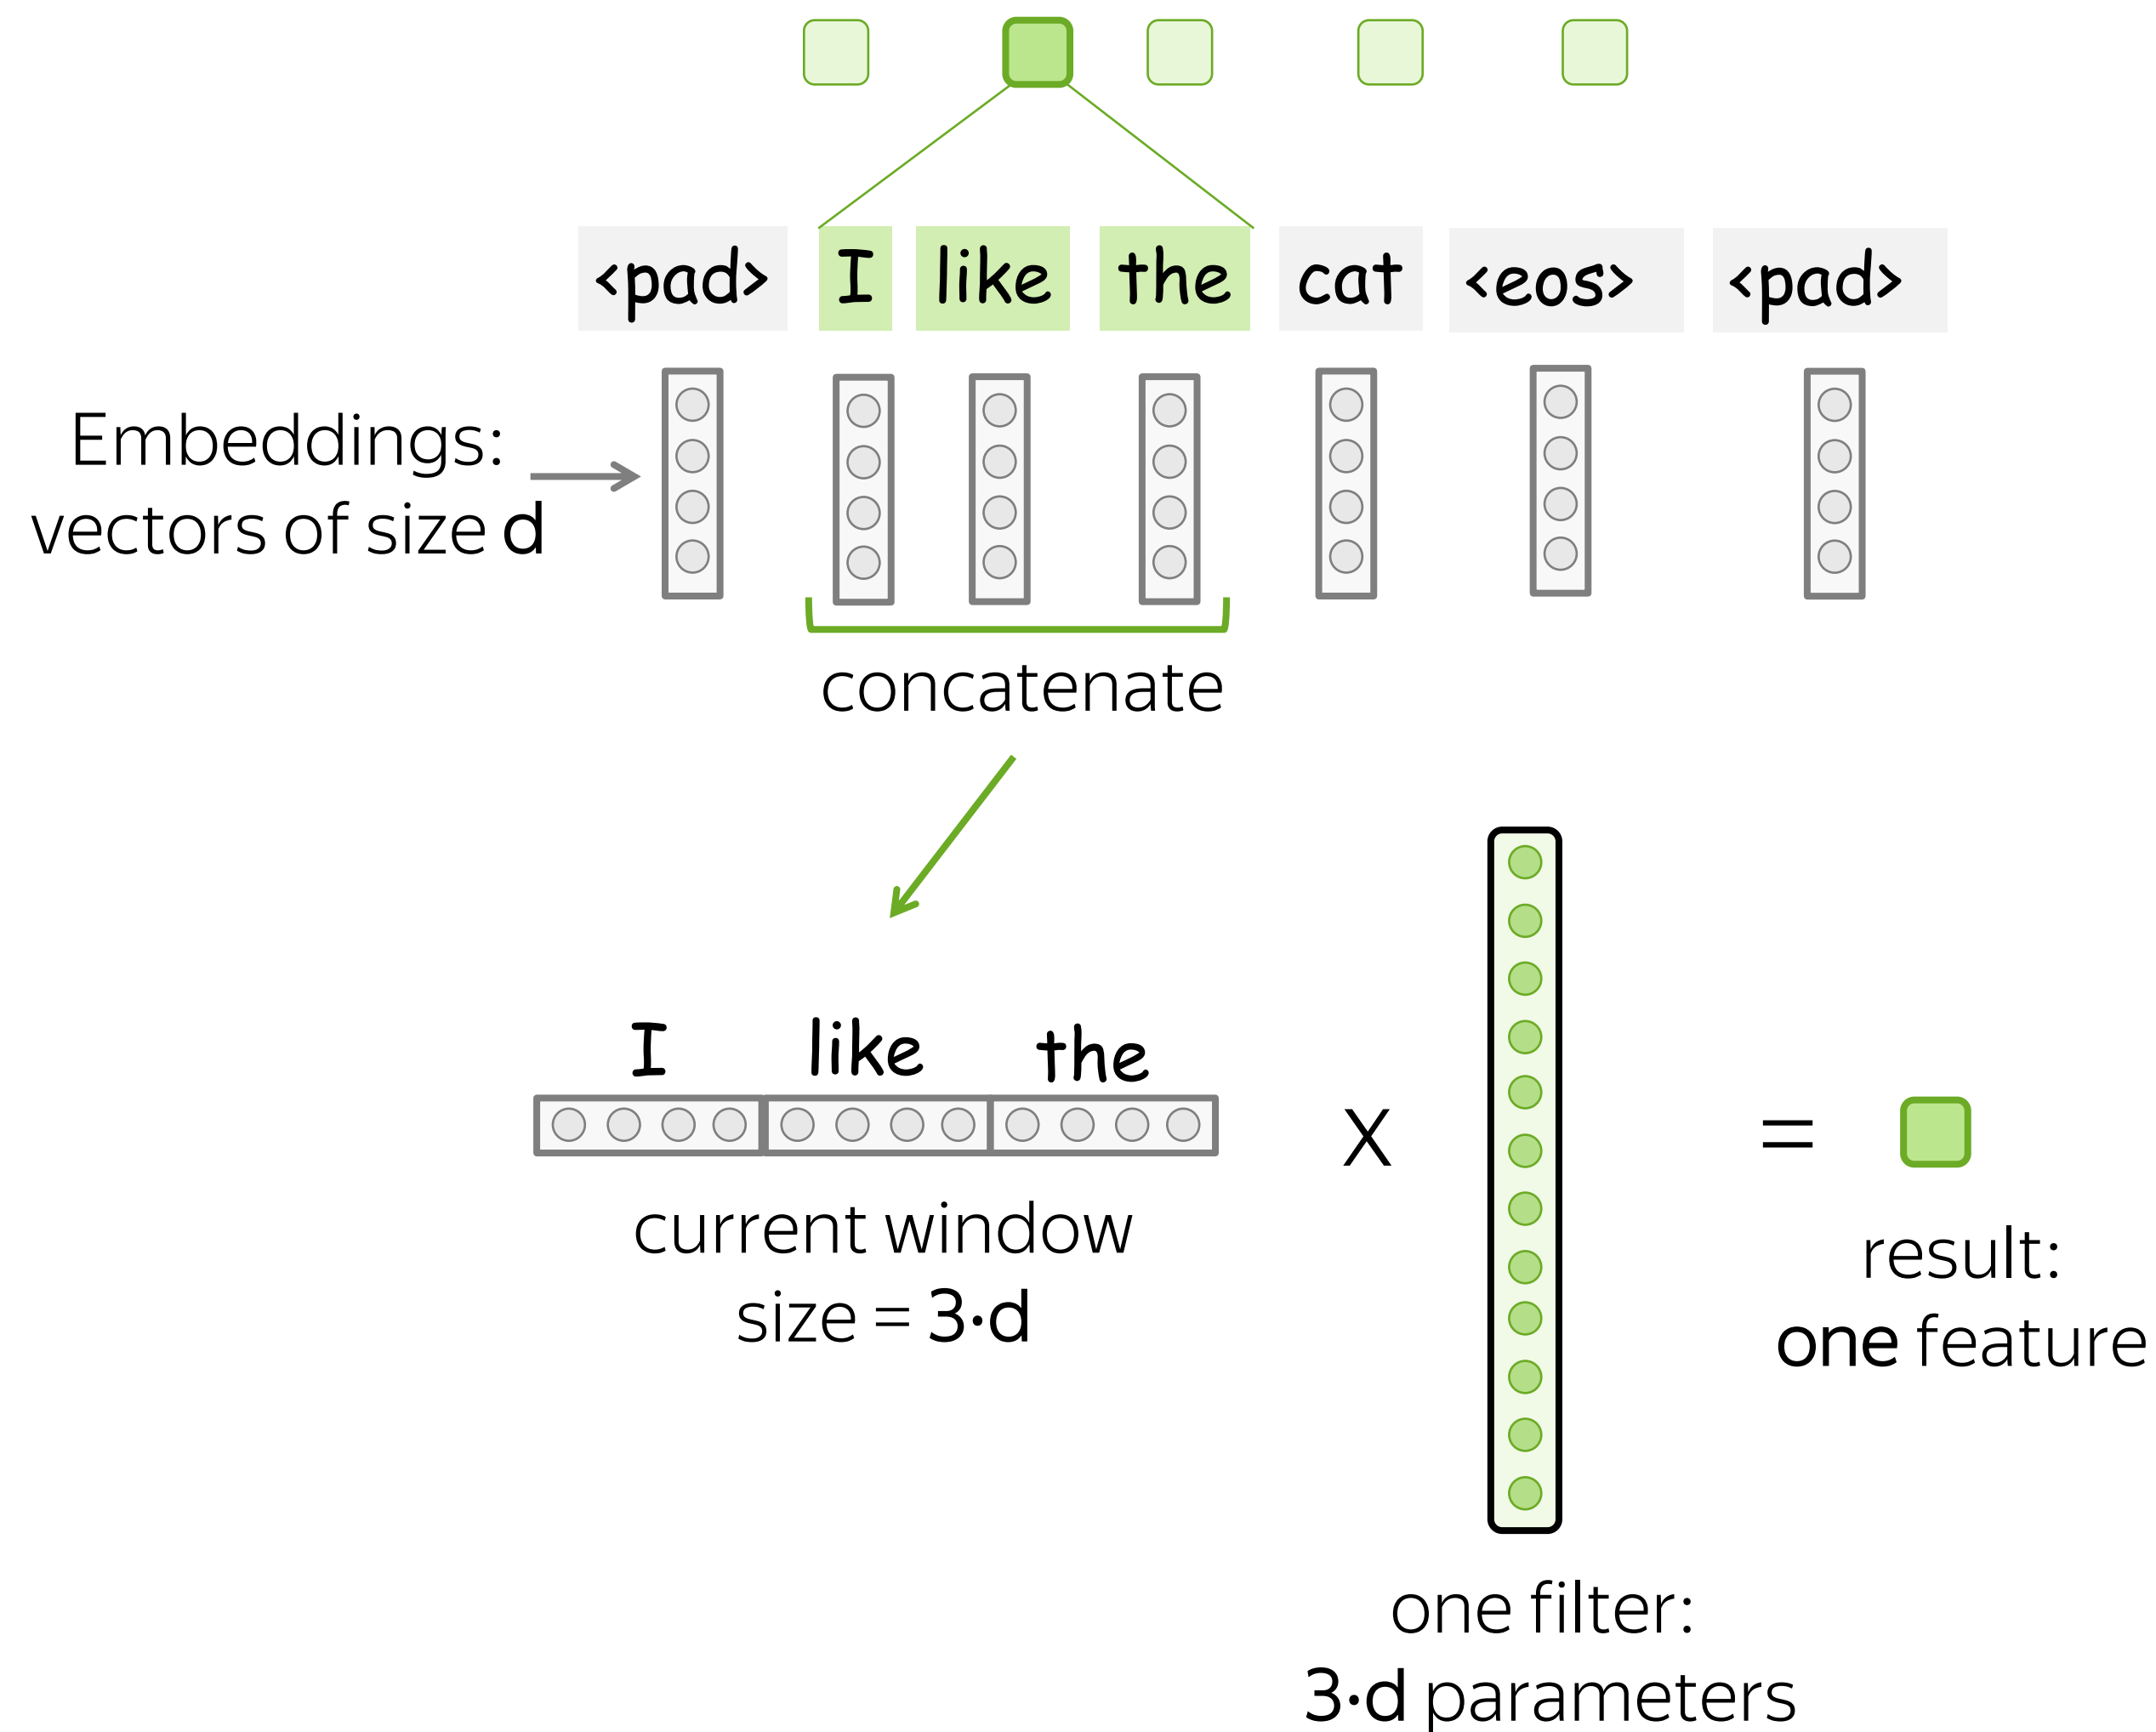 <pad> I like the cat <eos> <pad>
Embeddings:
vectors of size d
concatenate
I like the
x
=
current window
size = 3·d
result:
one feature
one filter:
3·d parameters